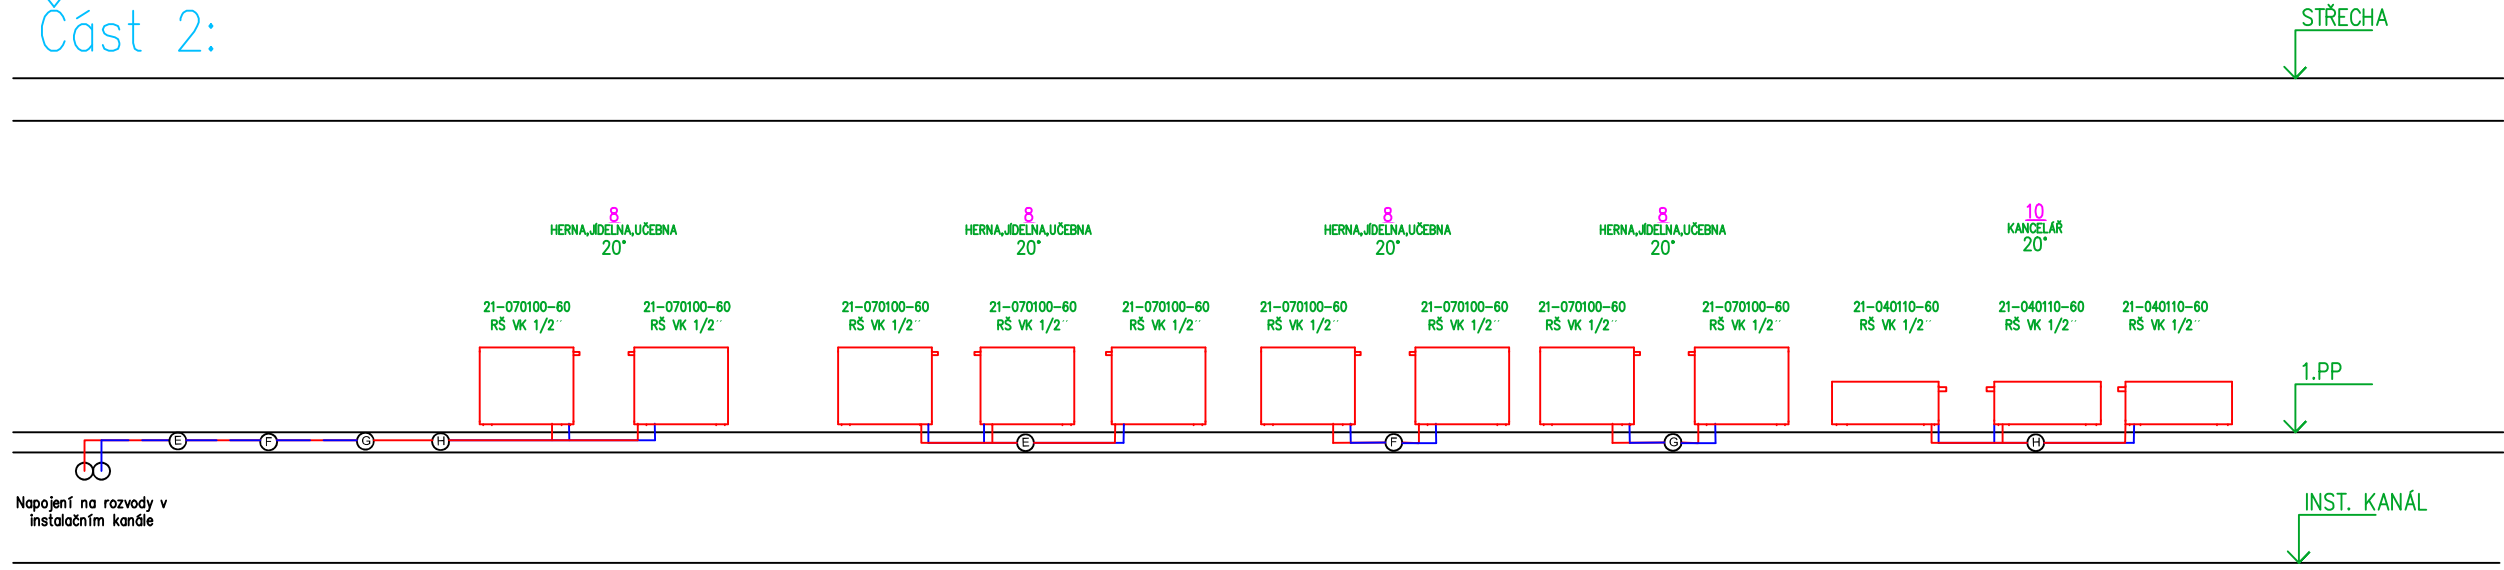 Část 2:
STŘECHA
8
HERNA,JÍDELNA,UČEBNA
20°
8
HERNA,JÍDELNA,UČEBNA
20°
8
HERNA,JÍDELNA,UČEBNA
20°
8
HERNA,JÍDELNA,UČEBNA
20°
10
KANCELÁŘ
20°
21-070100-60
RŠ VK 1/2¨
21-070100-60
RŠ VK 1/2¨
21-070100-60
RŠ VK 1/2¨
21-070100-60
RŠ VK 1/2¨
21-070100-60
RŠ VK 1/2¨
21-070100-60
RŠ VK 1/2¨
21-070100-60
RŠ VK 1/2¨
21-070100-60
RŠ VK 1/2¨
21-070100-60
RŠ VK 1/2¨
21-040110-60
RŠ VK 1/2¨
21-040110-60
RŠ VK 1/2¨
21-040110-60
RŠ VK 1/2¨
1.PP
E
F
G
H
E
F
G
H
Napojení na rozvody v
instalačním kanále
INST. KANÁL